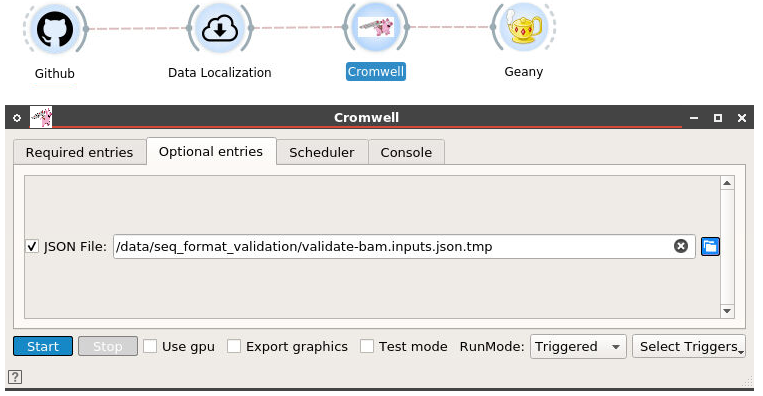 Github Data Localization Cromwell Geany
Cromwell
Required entries Optional entries Scheduler Console
JSON File: /data/seq_format_validation/validate-bam.inputs.json.tmp
Start Stop Use gpu Export graphics Test mode RunMode: Triggered Select Triggers
?